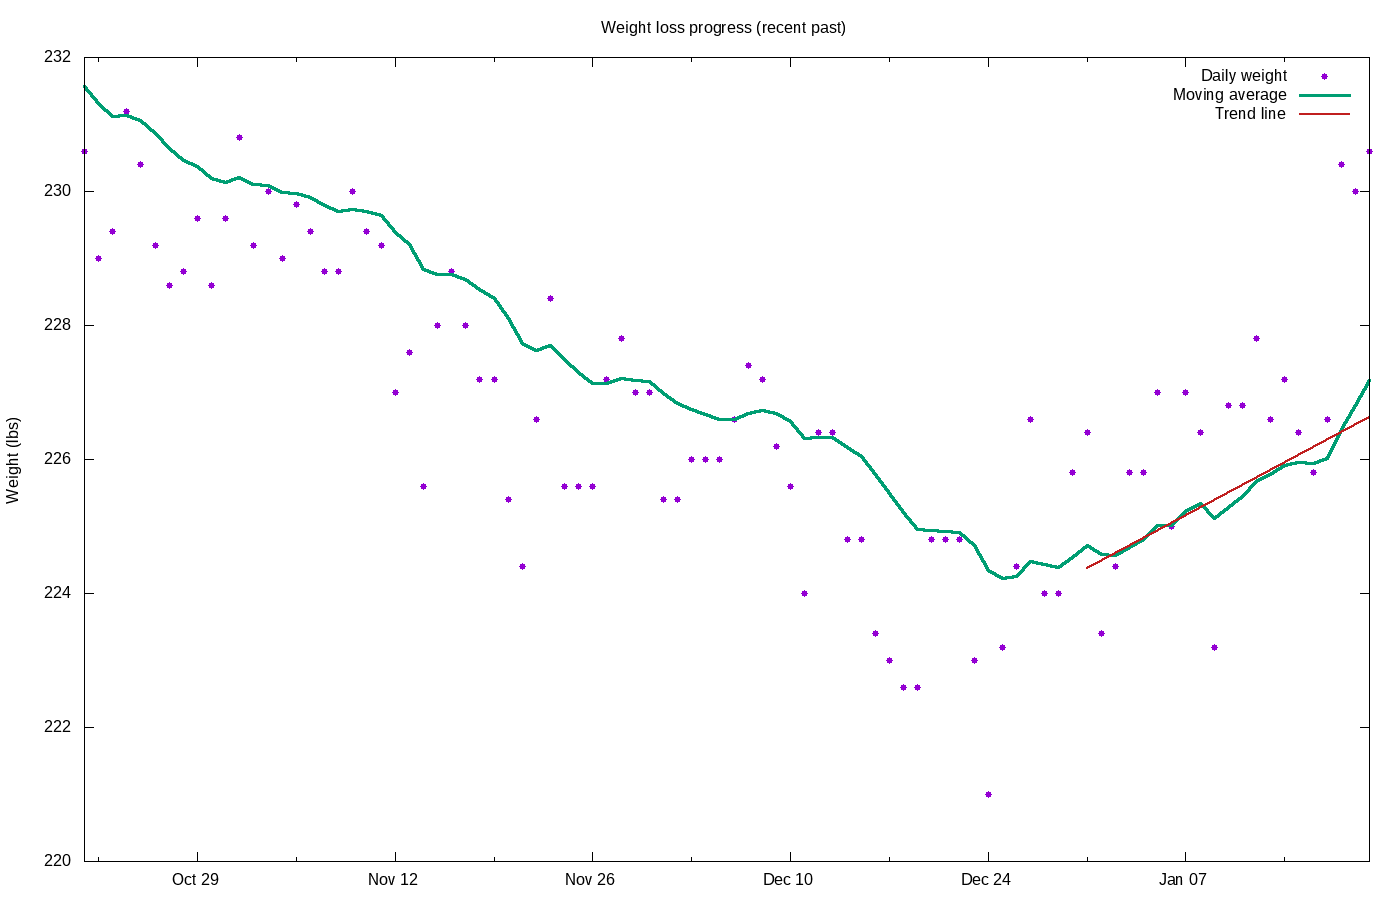 Weight loss progress (recent past)
Daily weight
Moving average
Trend line
Weight (lbs)
232
230
228
226
224
222
220
Oct 29
Nov 12
Nov 26
Dec 10
Dec 24
Jan 07